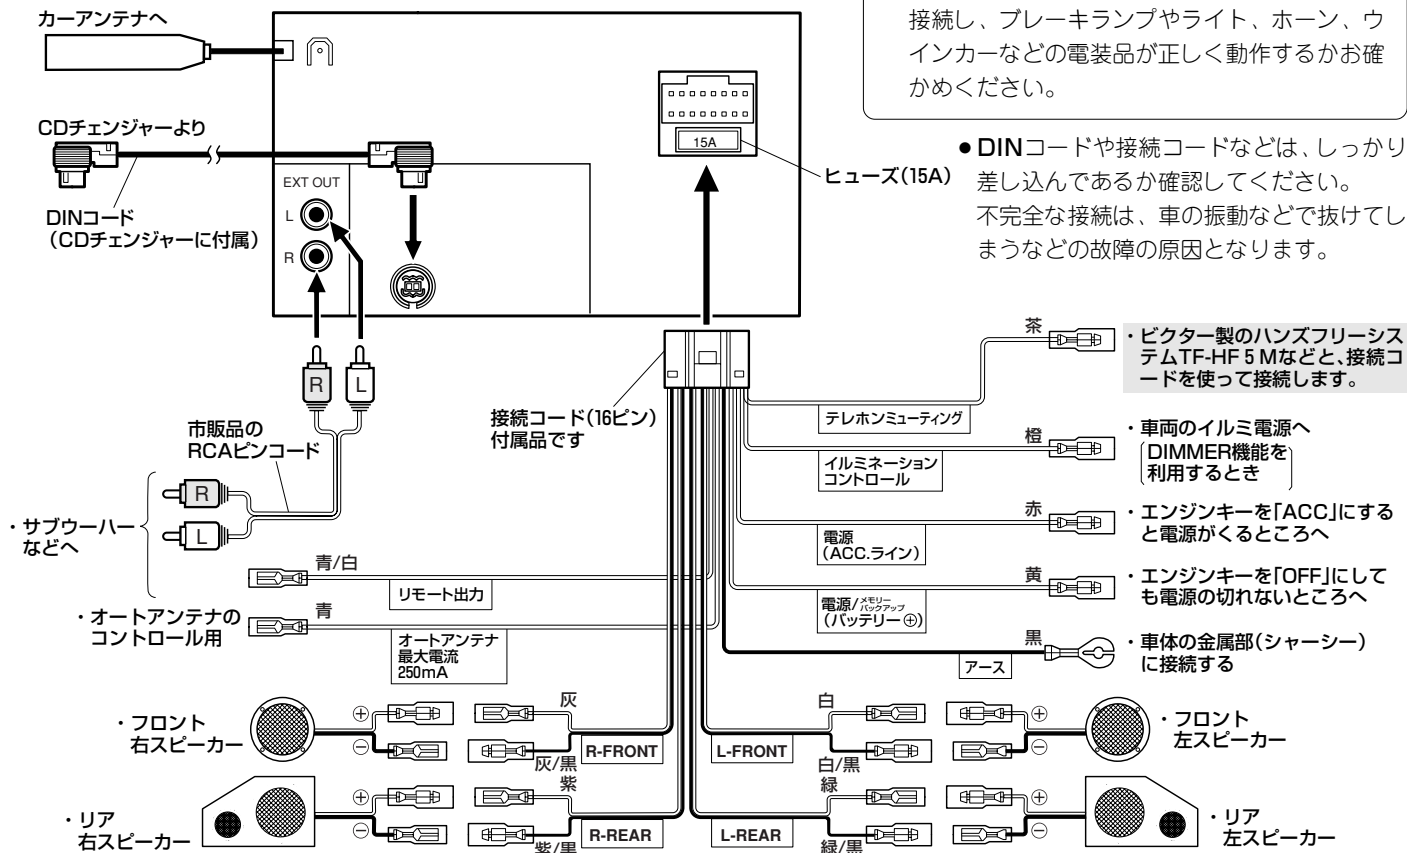 接続し、ブレーキランプやライト、ホーン、ウ
インカーなどの電装品が正しく動作するかお確
かめください。
● DINコードや接続コードなどは、しっかり
差し込んであるか確認してください。
不完全な接続は、車の振動などで抜けてし
まうなどの故障の原因となります。
カーアンテナへ
CDチェンジャーより
DINコード
（CDチェンジャーに付属）
EXT OUT
L
R
15A
ヒューズ（15A）
R
L
市販品の
RCAピンコード
R
L
・サブウーハー
などへ
接続コード（16ピン）
付属品です
茶
テレホンミューティング
・ビクター製のハンズフリーシス
テムTF-HF５Mなどと、接続コ
ードを使って接続します。
橙
イルミネーション
コントロール
・車両のイルミ電源へ
DIMMER機能を
利用するとき
赤
電源
（ACC.ライン）
・エンジンキーを「ACC」にする
と電源がくるところへ
黄
電源/メモリーバックアップ
（バッテリー⊕）
・エンジンキーを「OFF」にして
も電源の切れないところへ
黒
アース
・車体の金属部（シャーシー）
に接続する
青/白
リモート出力
・オートアンテナの
コントロール用
青
オートアンテナ
最大電流
250mA
・フロント
右スピーカー
⊕
⊖
灰
灰/黒
R-FRONT
L-FRONT
白
白/黒
⊕
⊖
・フロント
左スピーカー
・リア
右スピーカー
⊕
⊖
紫
紫/黒
R-REAR
L-REAR
緑
緑/黒
⊕
⊖
・リア
左スピーカー